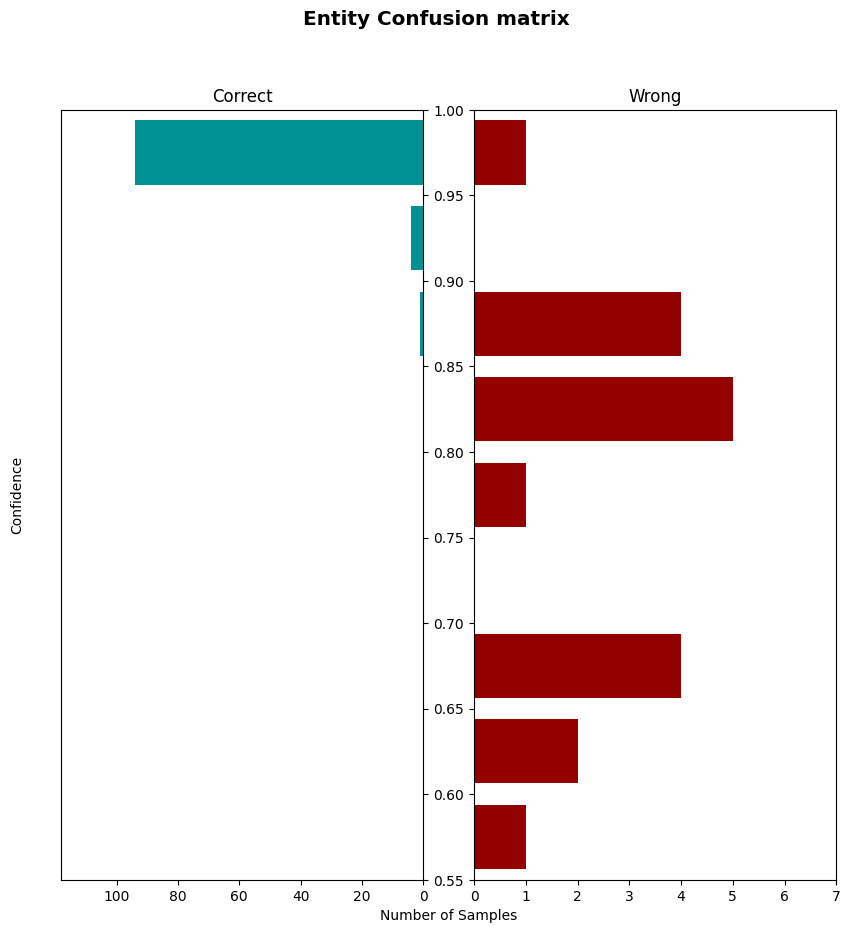 Entity Confusion matrix
Correct
Wrong
1.00
0.95
0.90
0.85
0.80
0.75
0.70
0.65
0.60
0.55
Confidence
100 80 60 40 20 0
0 1 2 3 4 5 6 7
Number of Samples